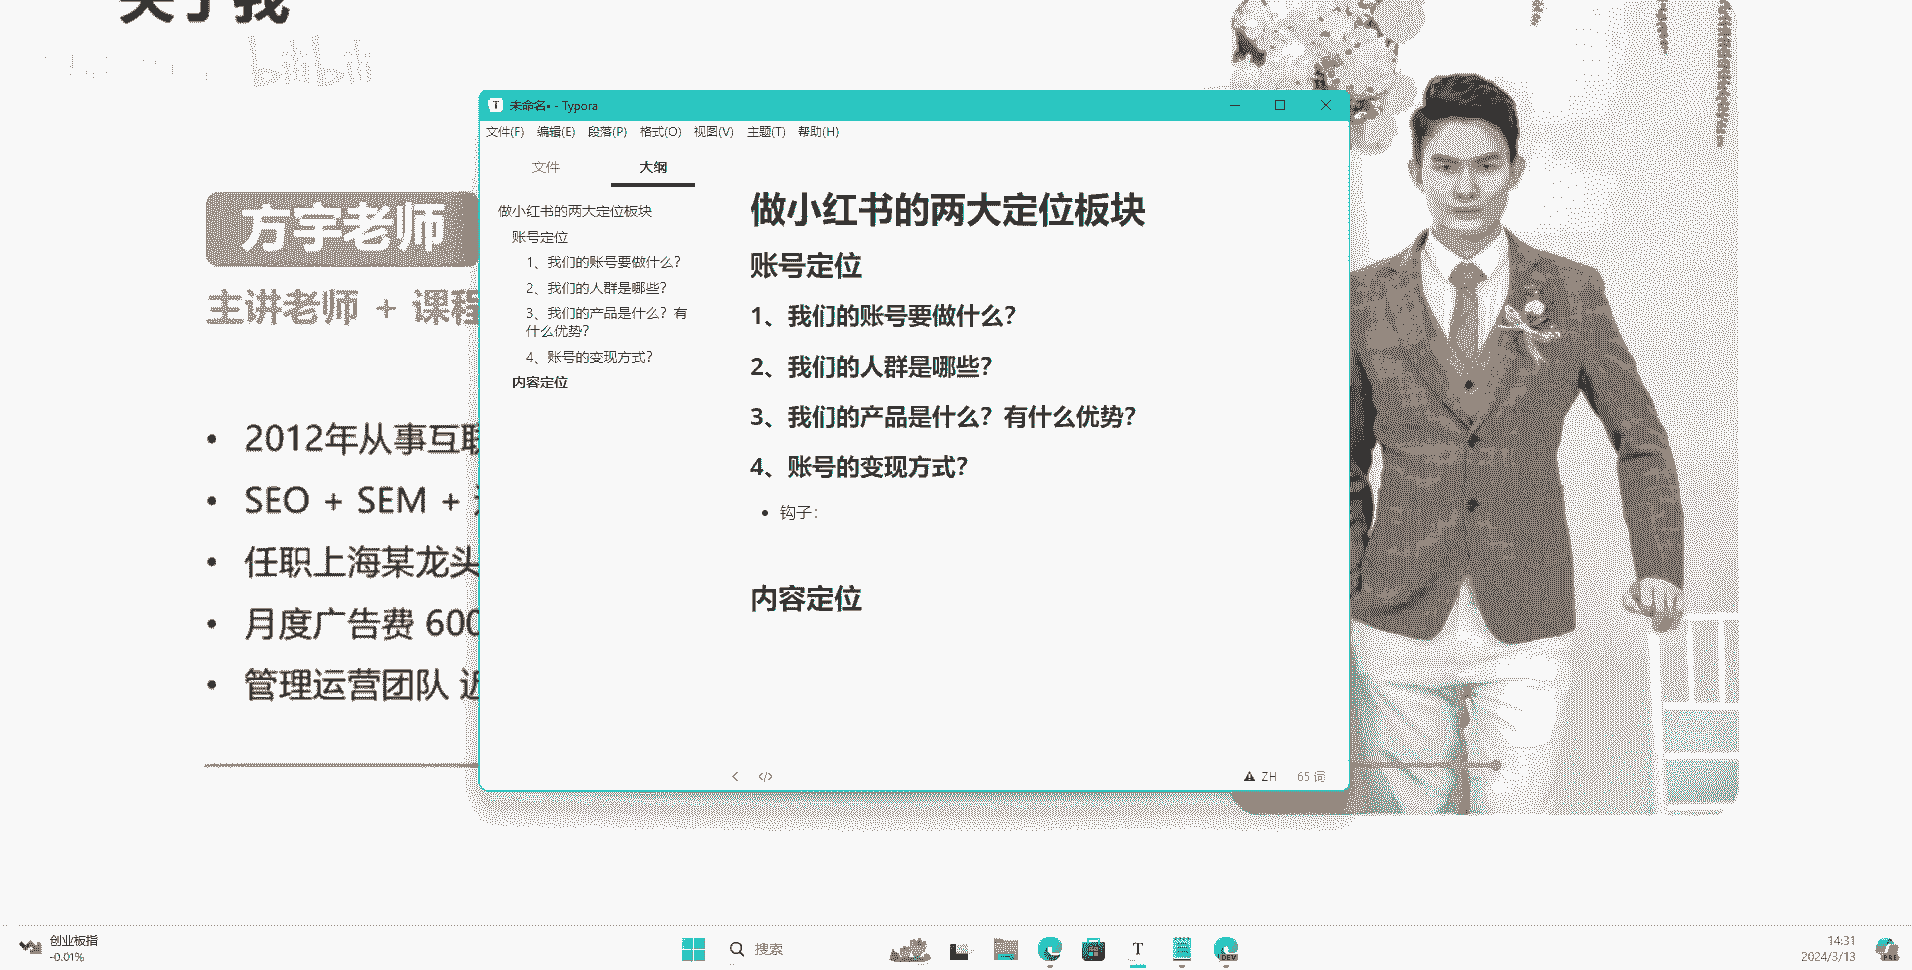 关于我
bilibili
方宇老师
主讲老师 + 课程
• 2012年从事互联
• SEO + SEM +
• 任职上海某龙头
• 月度广告费 600
• 管理运营团队 近
未命名• - Typora
文件(F) 编辑(E) 段落(P) 格式(O) 视图(V) 主题(T) 帮助(H)
文件 大纲
做小红书的两大定位板块
账号定位
1、我们的账号要做什么？
2、我们的人群是哪些？
3、我们的产品是什么？有
什么优势？
4、账号的变现方式？
内容定位
做小红书的两大定位板块
账号定位
1、我们的账号要做什么？
2、我们的人群是哪些？
3、我们的产品是什么？有什么优势？
4、账号的变现方式？
• 钩子：
内容定位
ZH 65 词
创业板指
-0.01%
搜索
T
DEV
14:31
2024/3/13
PRE